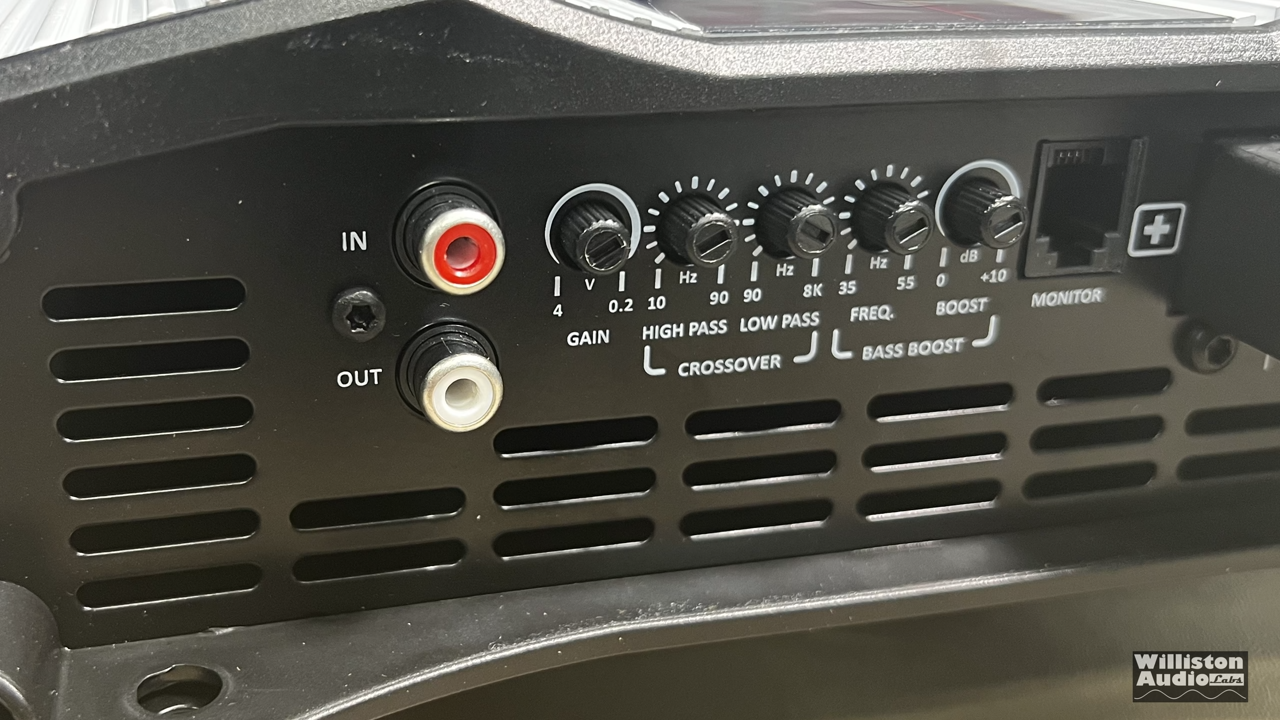 IN
OUT
V
4 0.2
GAIN
Hz
10 90
HIGH PASS
Hz
90 8K
LOW PASS
CROSSOVER
Hz
35 55
FREQ.
dB
0 +10
BOOST
BASS BOOST
MONITOR
Williston
Audio Labs